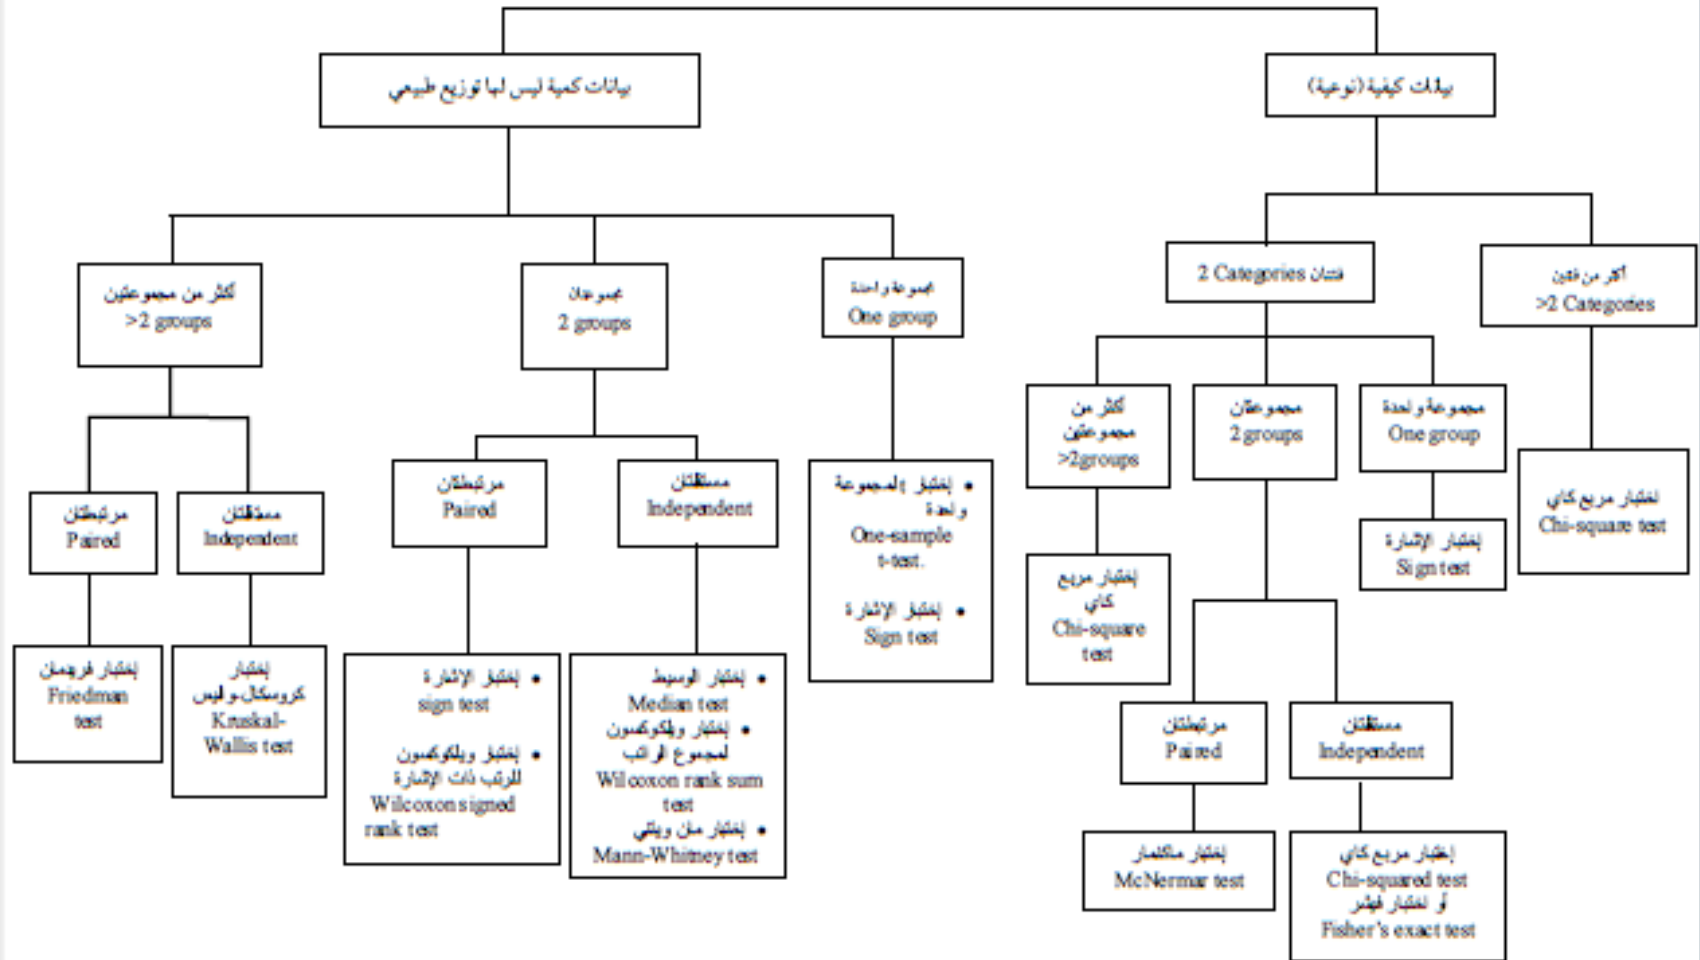 بيانات كمية ليس لها توزيع طبيعي
بيانات كيفية (نوعية)
أكثر من مجموعتين
>2 groups
مجموعتان
2 groups
مجموعة واحدة
One group
فئتان 2 Categories
أكثر من فئتين
>2 Categories
أكثر من
مجموعتين
>2groups
مجموعتان
2 groups
مجموعة واحدة
One group
مرتبطتان
Paired
مستقلتان
Independent
مرتبطتان
Paired
مستقلتان
Independent
• إختبار t لمجموعة
واحدة
One-sample
t-test.
• إختبار الإشارة
Sign test
إختبار مربع
كاي
Chi-square
test
إختبار الإشارة
Sign test
اختبار مربع كاي
Chi-square test
إختبار فريدمان
Friedman
test
إختبار
كروسكال واليس
Kruskal-
Wallis test
• إختبار الإشارة
sign test
• إختبار ويلكوكسون
للرتب ذات الإشارة
Wilcoxon signed
rank test
• إختبار الوسيط
Median test
• إختبار ويلكوكسون
لمجموع الراتب
Wilcoxon rank sum
test
• إختبار مان ويتني
Mann-Whitney test
مرتبطتان
Paired
مستقلتان
Independent
إختبار ماكنمار
McNermar test
إختبار مربع كاي
Chi-squared test
أو اختبار فيشر
Fisher's exact test